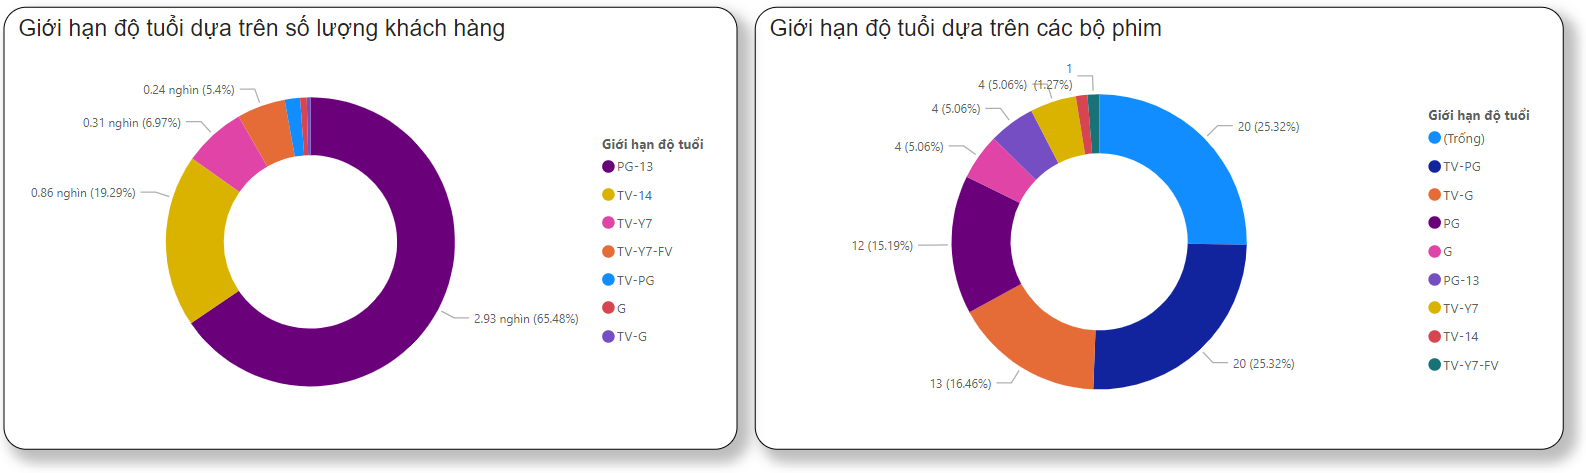 Giới hạn độ tuổi dựa trên số lượng khách hàng
0.24 nghìn (5.4%)
0.31 nghìn (6.97%)
0.86 nghìn (19.29%)
2.93 nghìn (65.48%)
Giới hạn độ tuổi
PG-13
TV-14
TV-Y7
TV-Y7-FV
TV-PG
G
TV-G
Giới hạn độ tuổi dựa trên các bộ phim
1
(1.27%)
4 (5.06%)
4 (5.06%)
4 (5.06%)
12 (15.19%)
13 (16.46%)
20 (25.32%)
20 (25.32%)
Giới hạn độ tuổi
(Trống)
TV-PG
TV-G
PG
G
PG-13
TV-Y7
TV-14
TV-Y7-FV